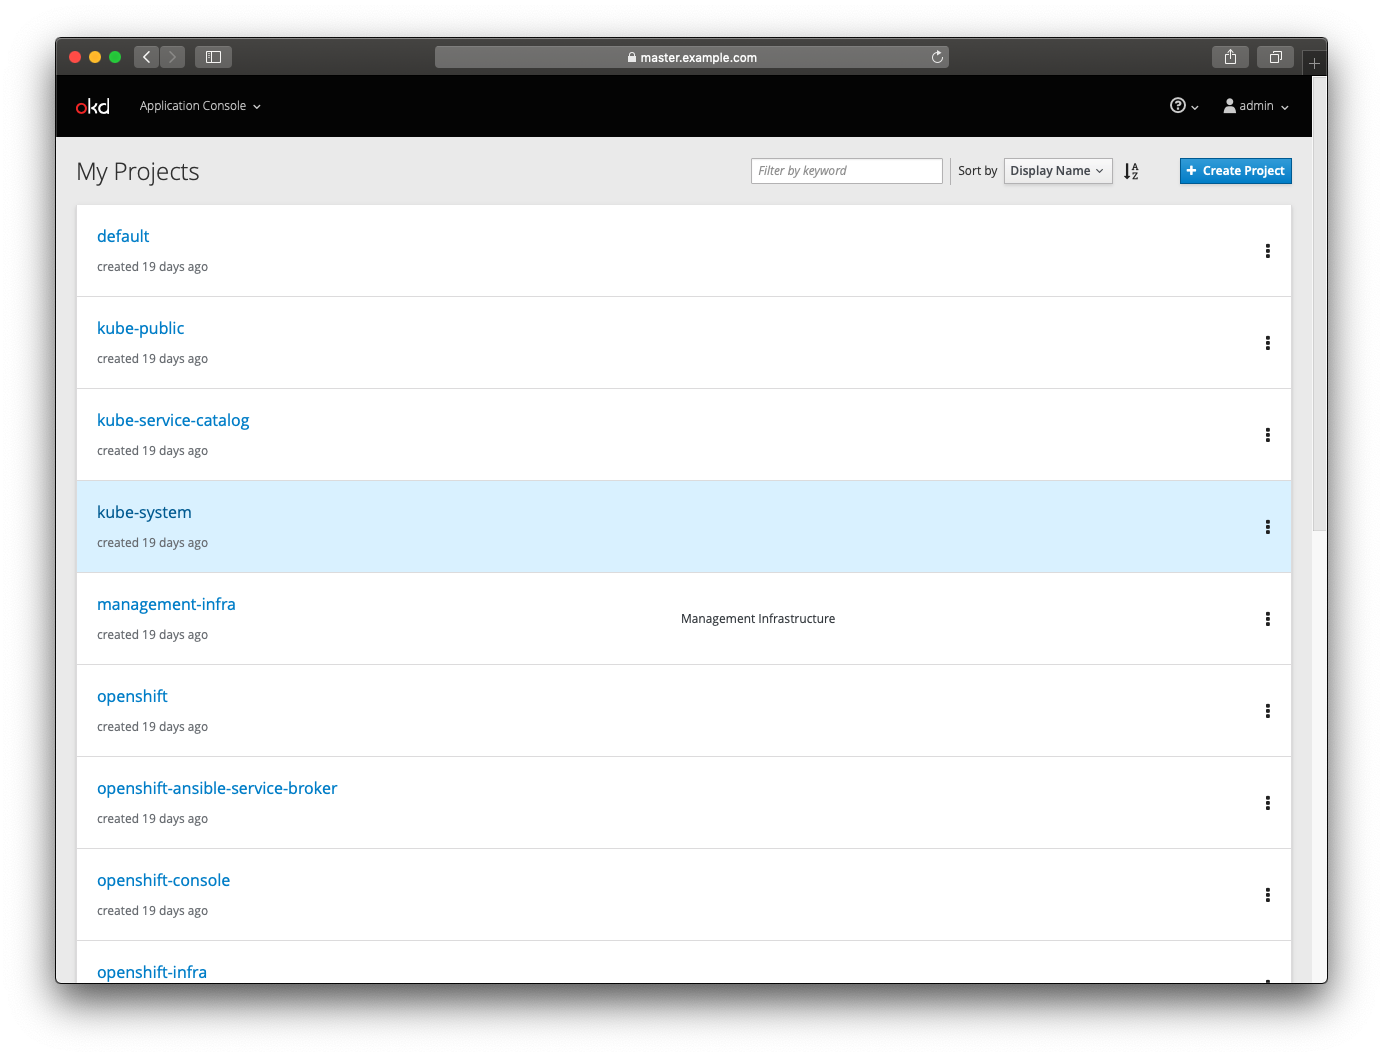 master.example.com
okd
Application Console
admin
My Projects
Filter by keyword
Sort by
Display Name
Create Project
default
created 19 days ago
kube-public
created 19 days ago
kube-service-catalog
created 19 days ago
kube-system
created 19 days ago
management-infra
created 19 days ago
Management Infrastructure
openshift
created 19 days ago
openshift-ansible-service-broker
created 19 days ago
openshift-console
created 19 days ago
openshift-infra